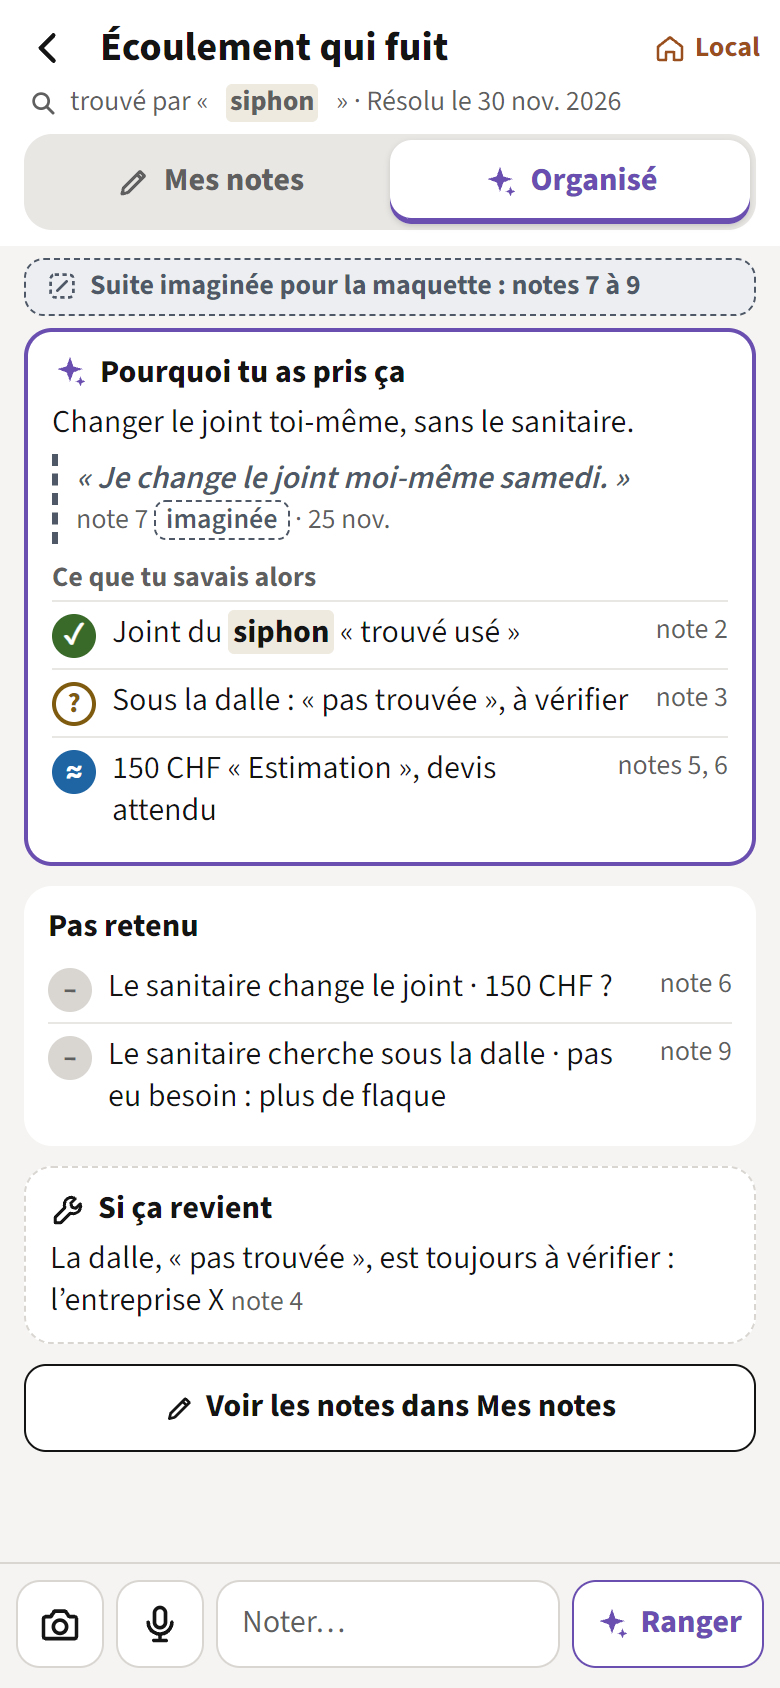 Écoulement qui fuit
Local
trouvé par « siphon » · Résolu le 30 nov. 2026
Mes notes
Organisé
Suite imaginée pour la maquette : notes 7 à 9
Pourquoi tu as pris ça
Changer le joint toi-même, sans le sanitaire.
« Je change le joint moi-même samedi. »
note 7 imaginée · 25 nov.
Ce que tu savais alors
✓ Joint du siphon « trouvé usé » note 2
? Sous la dalle : « pas trouvée », à vérifier note 3
≈ 150 CHF « Estimation », devis notes 5, 6
attendu
Pas retenu
– Le sanitaire change le joint · 150 CHF ? note 6
– Le sanitaire cherche sous la dalle · pas note 9
eu besoin : plus de flaque
Si ça revient
La dalle, « pas trouvée », est toujours à vérifier :
l’entreprise X note 4
Voir les notes dans Mes notes
Noter…
Ranger